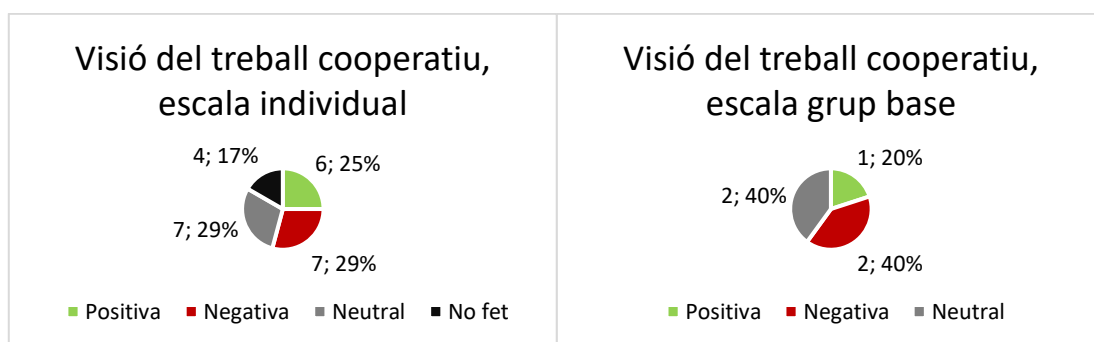 Visió del treball cooperatiu,
escala individual
4; 17%
6; 25%
7; 29%
7; 29%
Positiva
Negativa
Neutral
No fet
Visió del treball cooperatiu,
escala grup base
1; 20%
2; 40%
2; 40%
Positiva
Negativa
Neutral